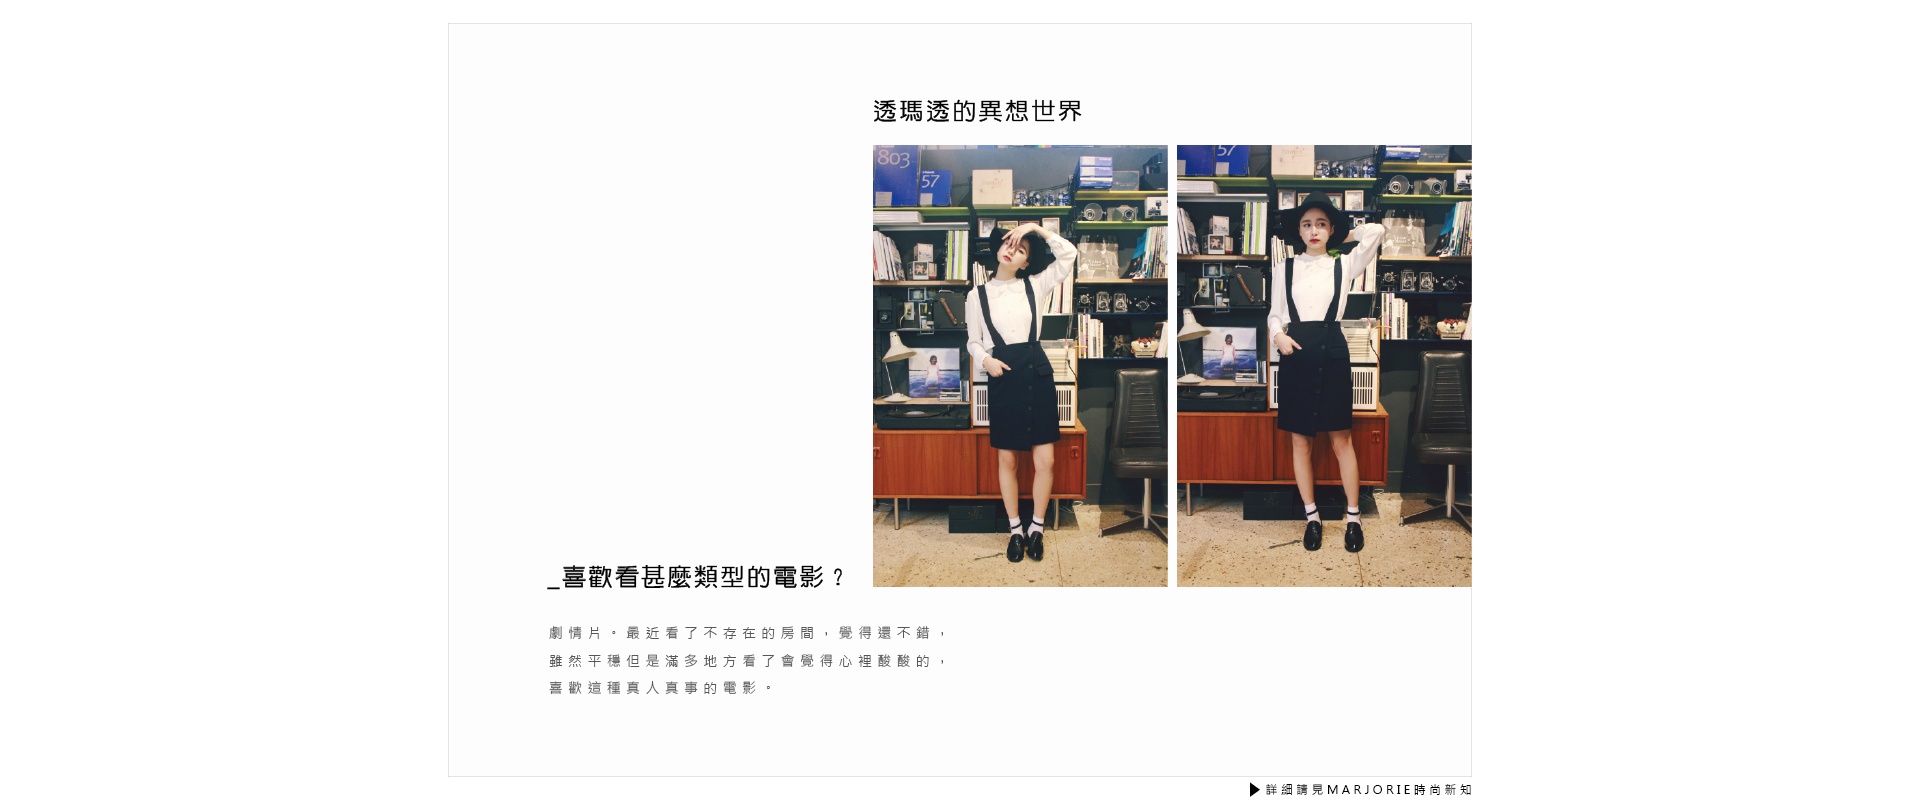 透瑪透的異想世界
803
57
57
_喜歡看甚麼類型的電影？
劇情片。最近看了不存在的房間，覺得還不錯，
雖然平穩但是滿多地方看了會覺得心裡酸酸的，
喜歡這種真人真事的電影。
▶詳細請見MARJORIE時尚新知